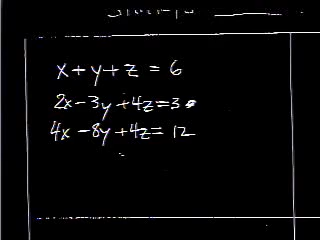 x + y + z = 6
2x - 3y + 4z = 3
4x - 8y + 4z = 12